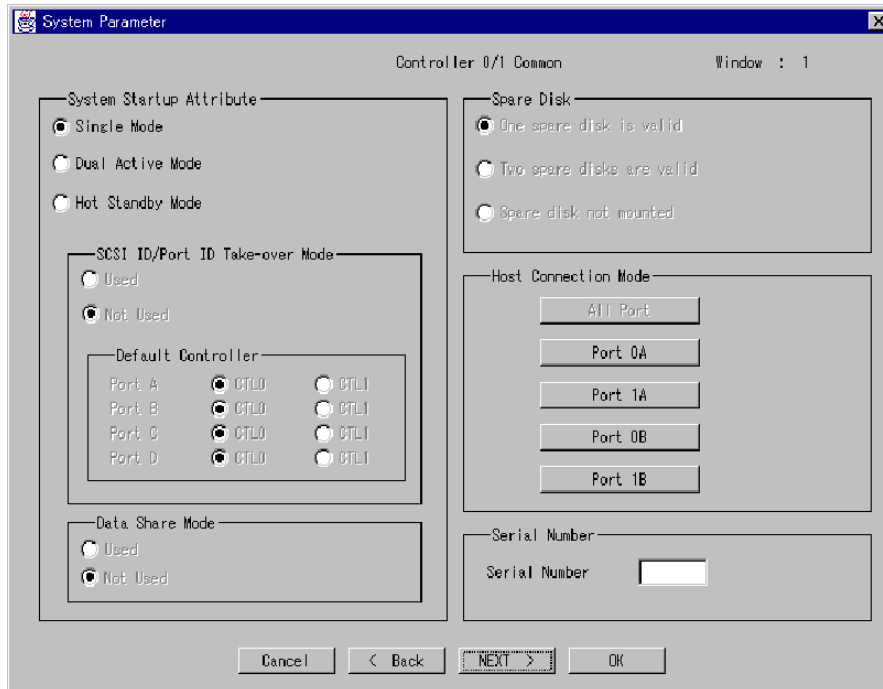 System Parameter
Controller 0/1 Common Window : 1
System Startup Attribute
Single Mode
Dual Active Mode
Hot Standby Mode
SCSI ID/Port ID Take-over Mode
Used
Not Used
Default Controller
Port A CTL0 CTL1
Port B CTL0 CTL1
Port C CTL0 CTL1
Port D CTL0 CTL1
Data Share Mode
Used
Not Used
Spare Disk
One spare disk is valid
Two spare disks are valid
Spare disk not mounted
Host Connection Mode
All Port
Port 0A
Port 1A
Port 0B
Port 1B
Serial Number
Serial Number
Cancel < Back NEXT > OK